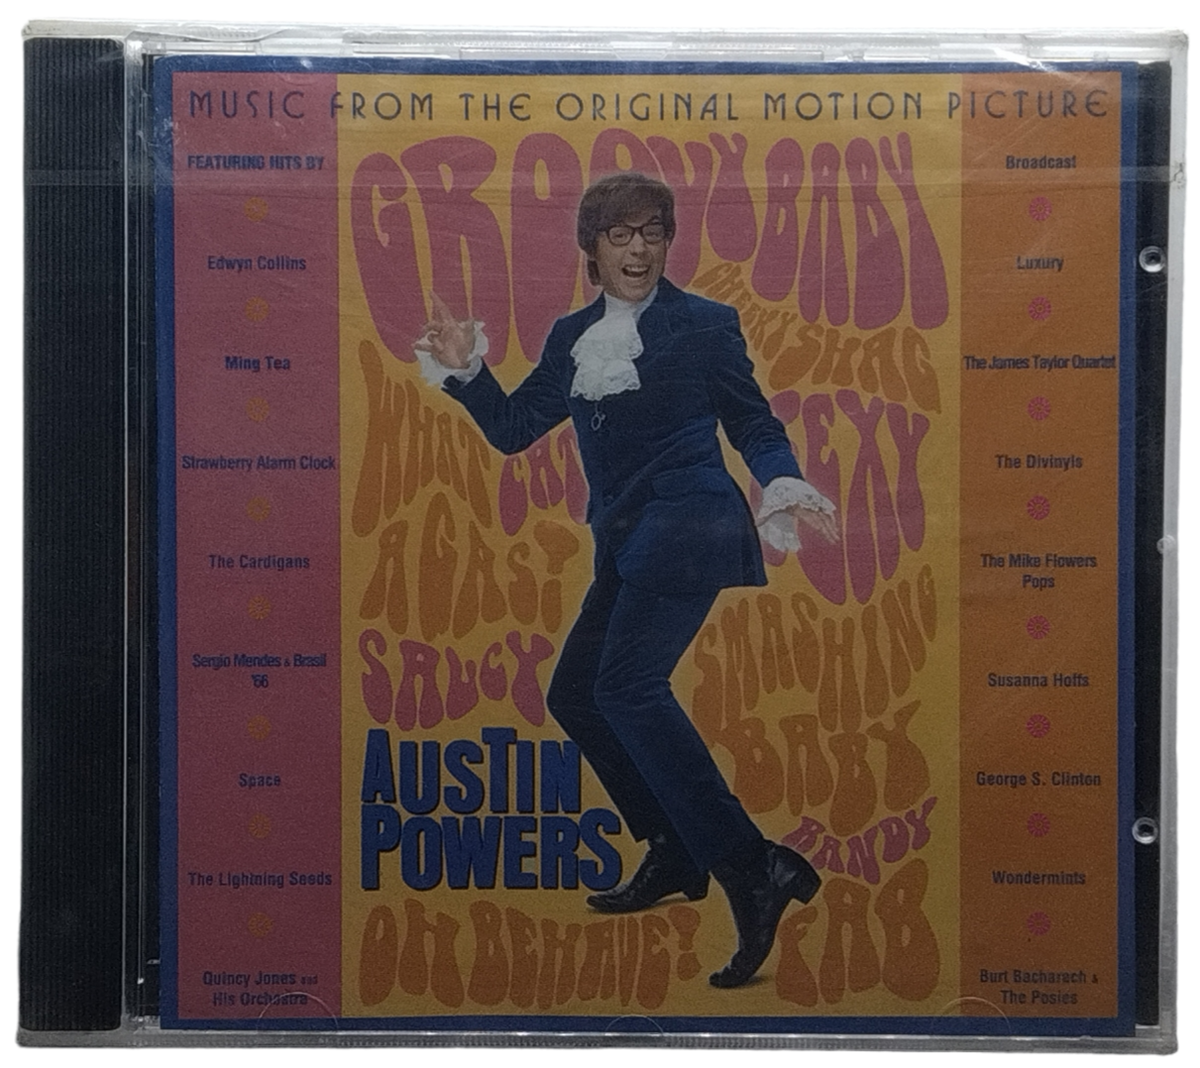 MUSIC FROM THE ORIGINAL MOTION PICTURE
FEATURING HITS BY
Edwyn Collins
Ming Tea
Strawberry Alarm Clock
The Cardigans
Sergio Mendes & Brasil
'66
Space
The Lightning Seeds
Quincy Jones and
His Orchestra
GROOVY BABY
CHEEKY SHAG
WHAT
CAT
SEXY
A GAS!
SAUCY
SMASHING
BABY
AUSTIN
POWERS
RANDY
OH BEHAVE!
FAB
Broadcast
Luxury
The James Taylor Quartet
The Divinyls
The Mike Flowers
Pops
Susanna Hoffs
George S. Clinton
Wondermints
Burt Bacharach &
The Posies